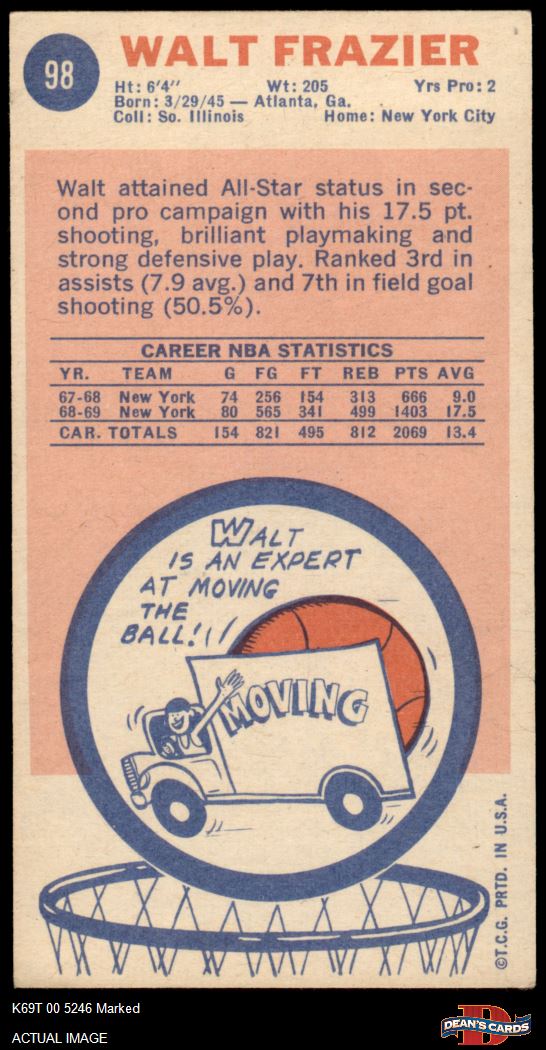 98
WALT FRAZIER
Ht: 6'4" Wt: 205 Yrs Pro: 2
Born: 3/29/45 — Atlanta, Ga.
Coll: So. Illinois Home: New York City
Walt attained All-Star status in sec-
ond pro campaign with his 17.5 pt.
shooting, brilliant playmaking and
strong defensive play. Ranked 3rd in
assists (7.9 avg.) and 7th in field goal
shooting (50.5%).
CAREER NBA STATISTICS
YR. TEAM G FG FT REB PTS AVG
67-68 New York 74 256 154 313 666 9.0
68-69 New York 80 565 341 499 1403 17.5
CAR. TOTALS 154 821 495 812 2069 13.4
WALT
IS AN EXPERT
AT MOVING
THE
BALL!
MOVING
©T.C.G. PRTD. IN U.S.A.
K69T 00 5246 Marked
ACTUAL IMAGE
D
DEAN'S CARDS